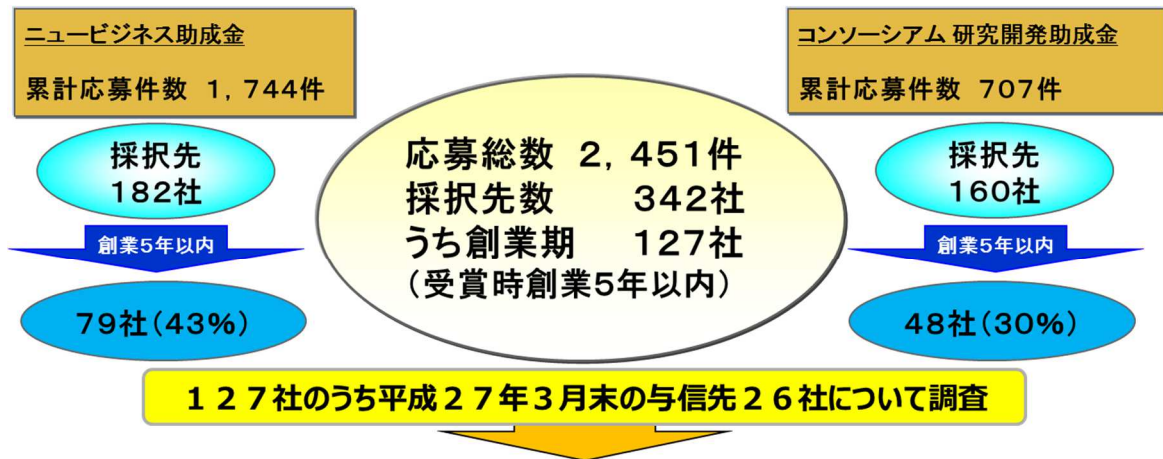 ニュービジネス助成金
累計応募件数 1,744件
採択先
182社
創業5年以内
79社(43%)
応募総数 2,451件
採択先数 342社
うち創業期 127社
(受賞時創業5年以内)
コンソーシアム 研究開発助成金
累計応募件数 707件
採択先
160社
創業5年以内
48社(30%)
127社のうち平成27年3月末の与信先26社について調査